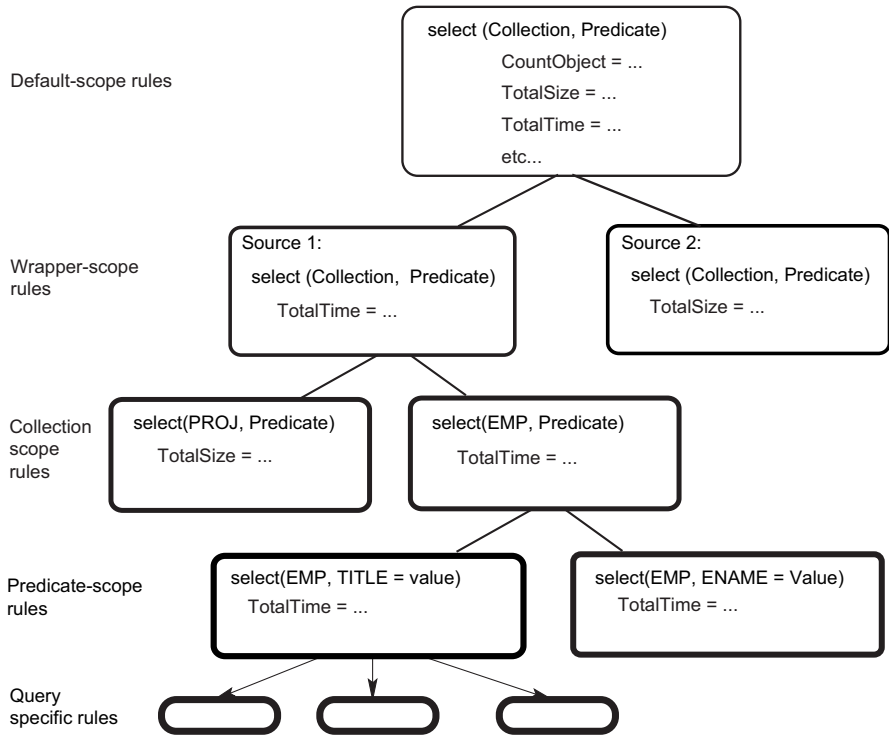 Default-scope rules
select (Collection, Predicate)
CountObject = ...
TotalSize = ...
TotalTime = ...
etc...
Wrapper-scope
rules
Source 1:
select (Collection, Predicate)
TotalTime = ...
Source 2:
select (Collection, Predicate)
TotalSize = ...
Collection
scope
rules
select(PROJ, Predicate)
TotalSize = ...
select(EMP, Predicate)
TotalTime = ...
Predicate-scope
rules
select(EMP, TITLE = value)
TotalTime = ...
select(EMP, ENAME = Value)
TotalTime = ...
Query
specific rules